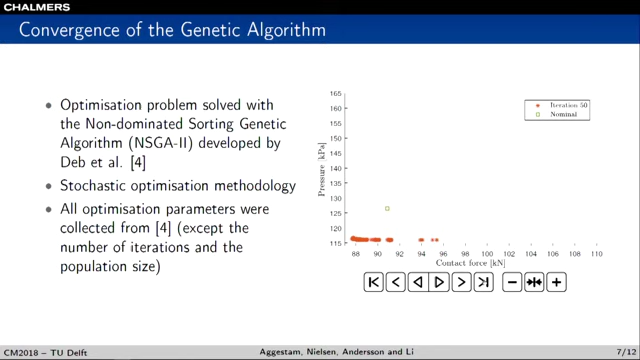 CHALMERS
Convergence of the Genetic Algorithm
Optimisation problem solved with
the Non-dominated Sorting Genetic
Algorithm (NSGA-II) developed by
Deb et al. [4]
Stochastic optimisation methodology
All optimisation parameters were
collected from [4] (except the
number of iterations and the
population size)
165
160
155
150
145
140
135
130
125
120
115
Pressure [kPa]
Iteration 50
Nominal
88 90 92 94 96 98 100 102 104 106 108 110
Contact force [kN]
CM2018 – TU Delft
Aggestam, Nielsen, Andersson and Li
7/12